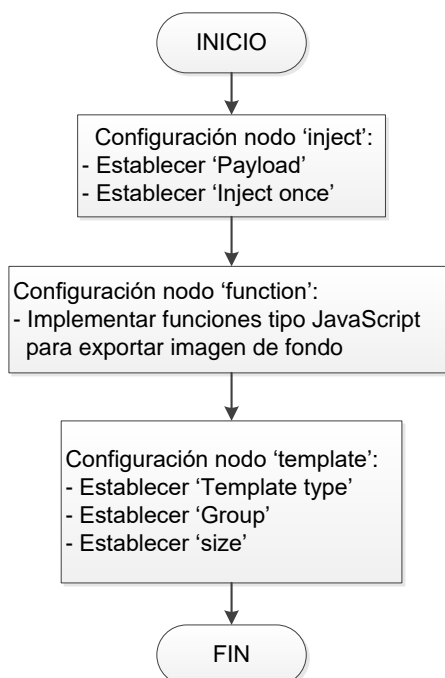 INICIO
Configuración nodo ‘inject’:
- Establecer ‘Payload’
- Establecer ‘Inject once’
Configuración nodo ‘function’:
- Implementar funciones tipo JavaScript
para exportar imagen de fondo
Configuración nodo ‘template’:
- Establecer ‘Template type’
- Establecer ‘Group’
- Establecer ‘size’
FIN